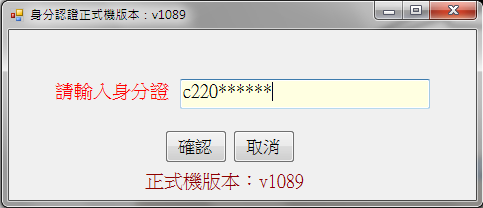 身分認證正式機版本：v1089
請輸入身分證 c220******
確認 取消
正式機版本：v1089